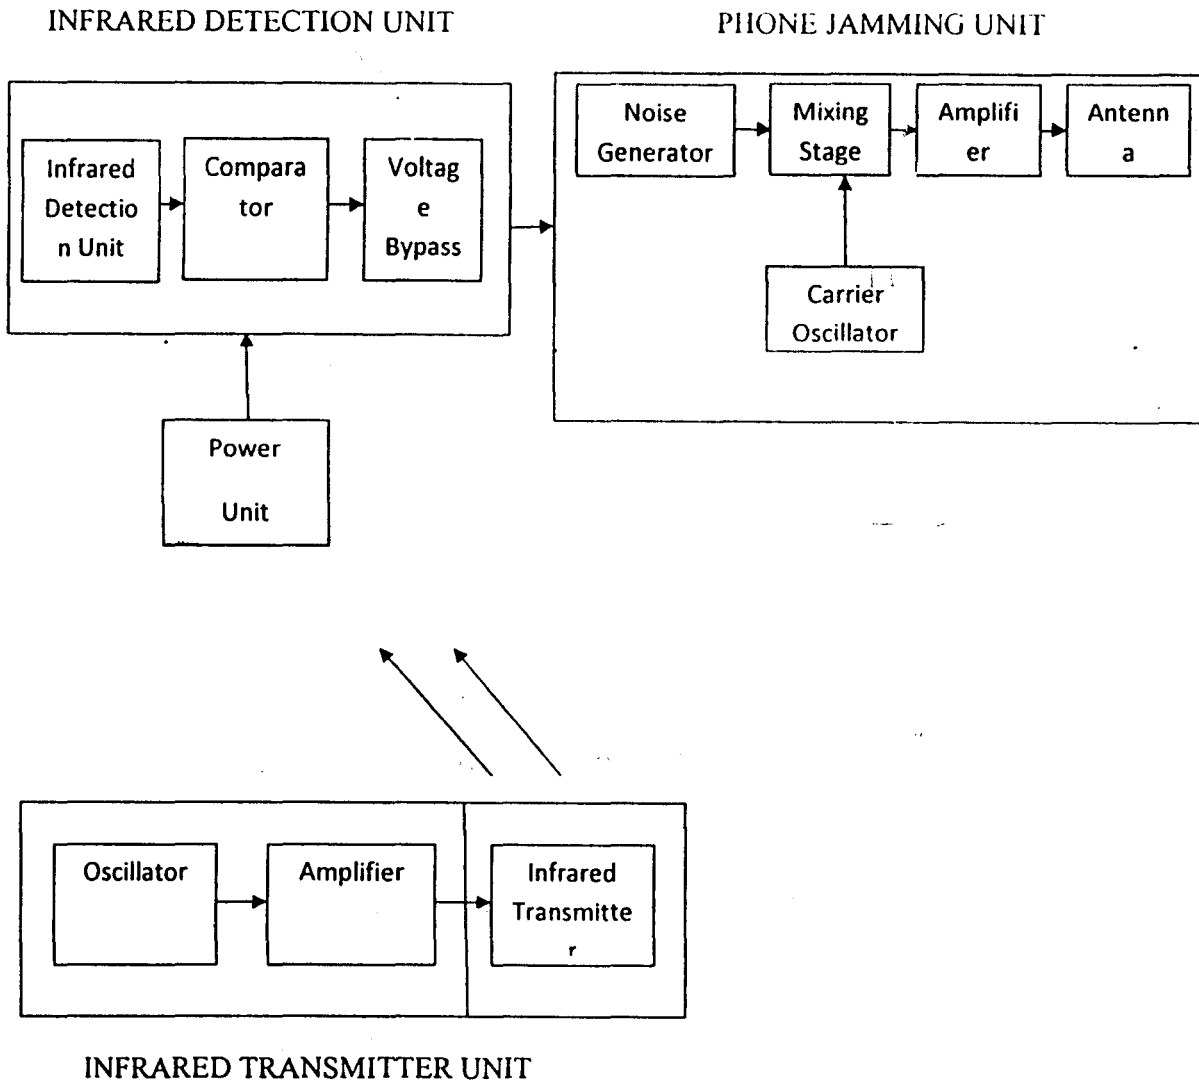 INFRARED DETECTION UNIT
PHONE JAMMING UNIT
Infrared
Detectio
n Unit
Compara
tor
Voltag
e
Bypass
Noise
Generator
Mixing
Stage
Amplifi
er
Antenn
a
Carrier
Oscillator
Power
Unit
Oscillator
Amplifier
Infrared
Transmitte
r
INFRARED TRANSMITTER UNIT